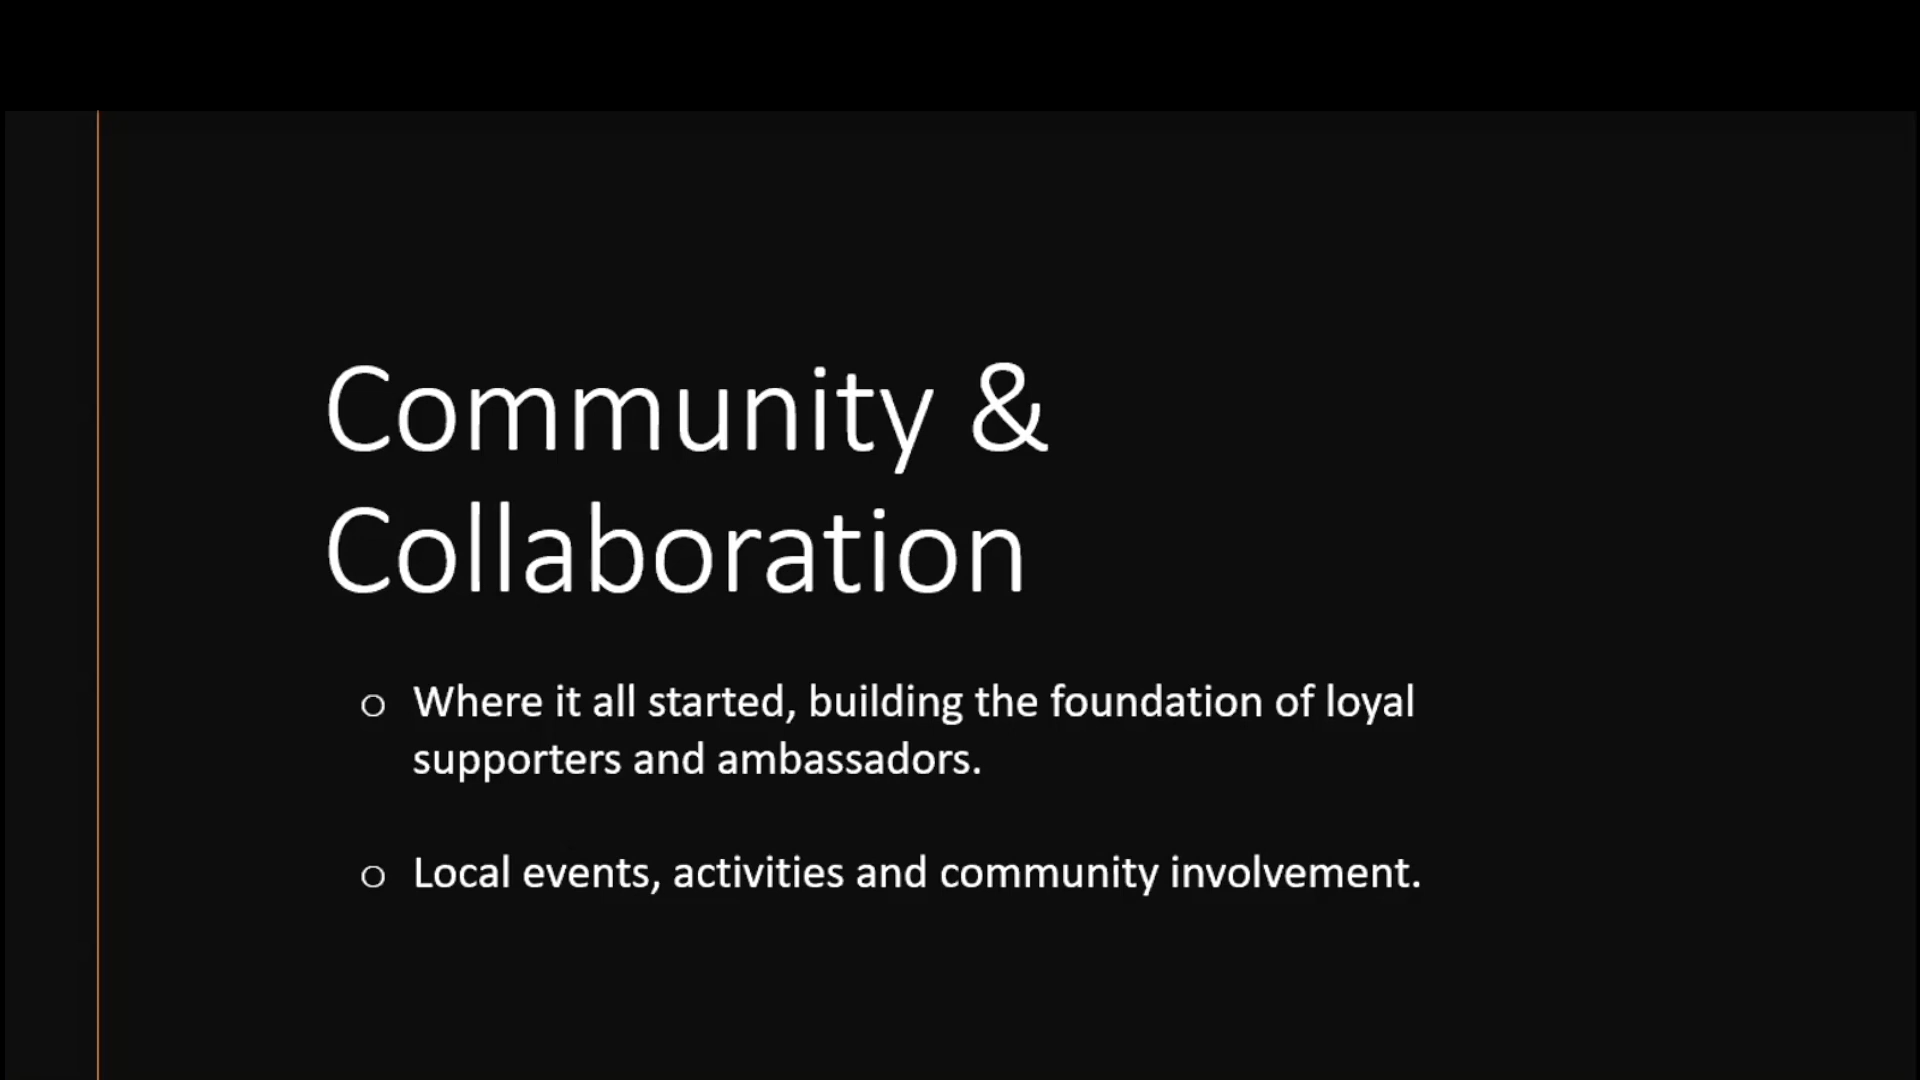 Community &
Collaboration
○ Where it all started, building the foundation of loyal
supporters and ambassadors.
○ Local events, activities and community involvement.